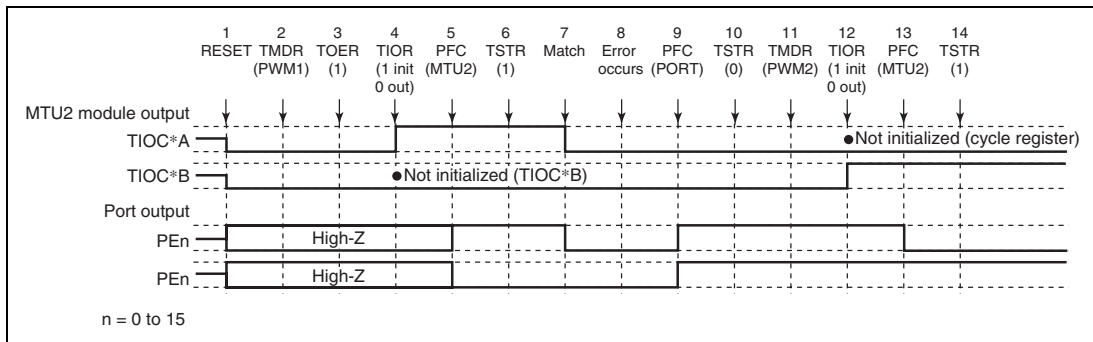 1 2 3 4 5 6 7 8 9 10 11 12 13 14
RESET TMDR TOER TIOR PFC TSTR Match Error PFC TSTR TMDR TIOR PFC TSTR
(PWM1) (1) (1 init (MTU2) (1) occurs (PORT) (0) (PWM2) (1 init (MTU2) (1)
0 out) 0 out)
MTU2 module output
TIOC*A ●Not initialized (cycle register)
TIOC*B ●Not initialized (TIOC*B)
Port output
PEn High-Z
PEn High-Z
n = 0 to 15